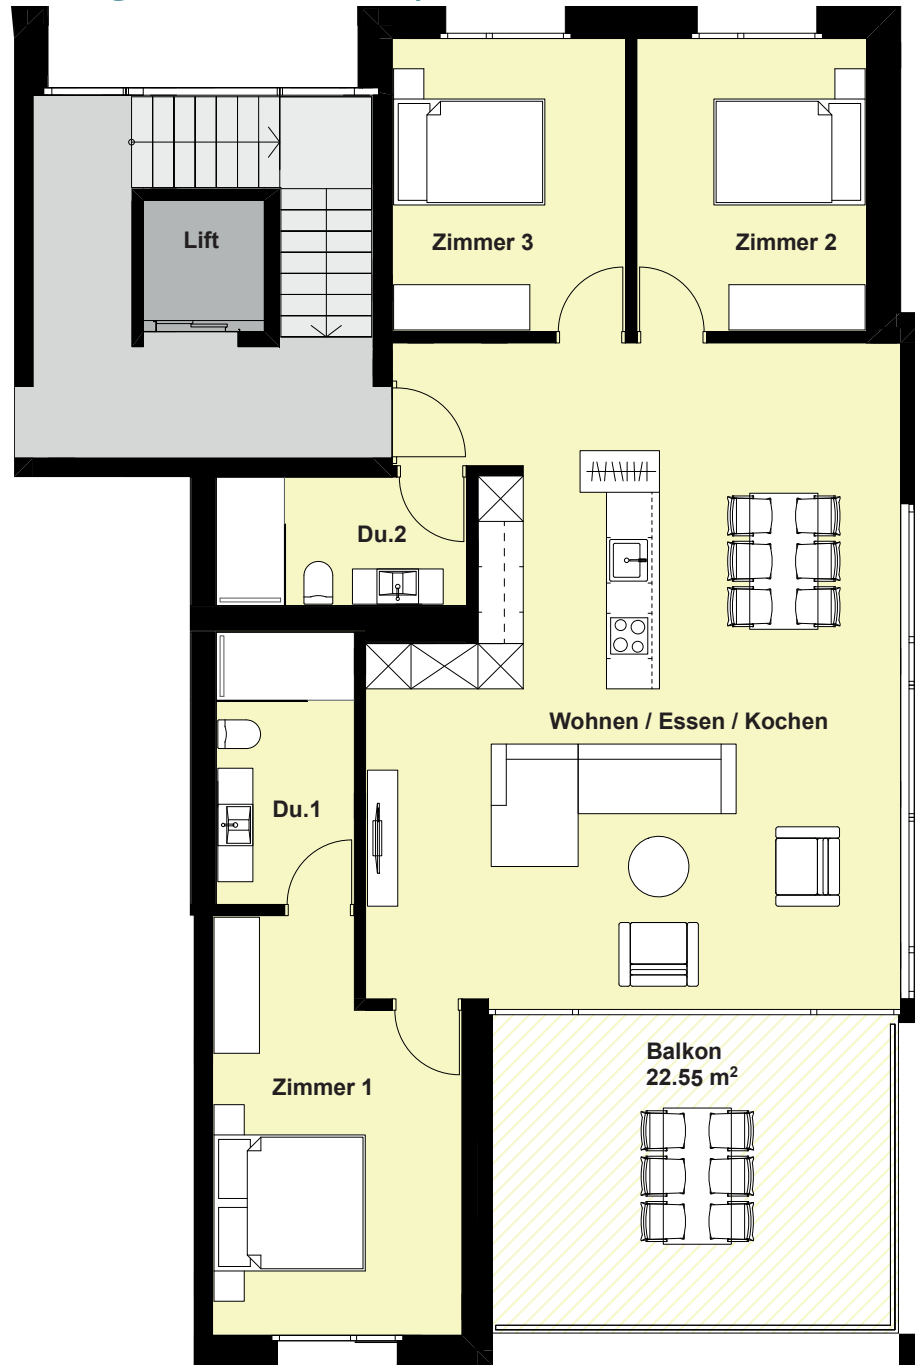 Lift
Zimmer 3
Zimmer 2
Du.2
Wohnen / Essen / Kochen
Du.1
Balkon
22.55 m²
Zimmer 1